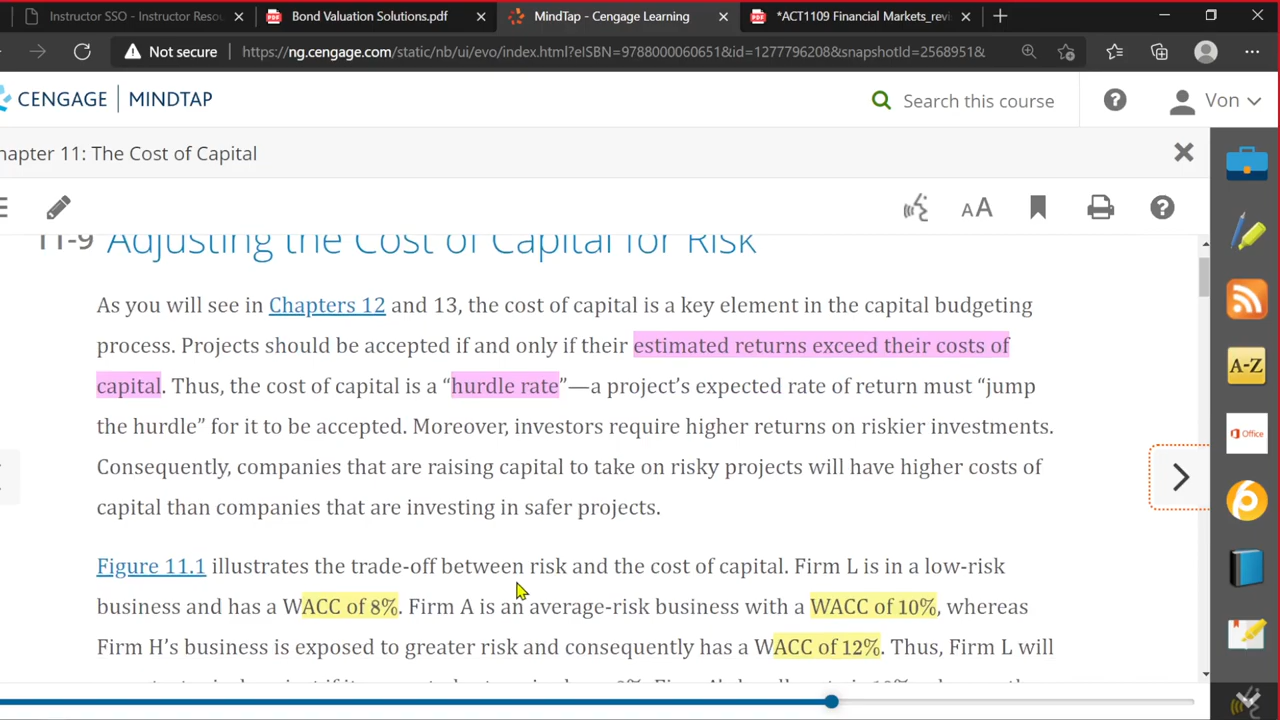 Instructor SSO - Instructor Resou
Bond Valuation Solutions.pdf
MindTap - Cengage Learning
*ACT1109 Financial Markets_revi
Not secure
https://ng.cengage.com/static/nb/ui/evo/index.html?eISBN=9788000060651&id=1277796208&snapshotId=2568951&
CENGAGE | MINDTAP
Search this course
Von
hapter 11: The Cost of Capital
AA
11-9 Adjusting the Cost of Capital for Risk
As you will see in Chapters 12 and 13, the cost of capital is a key element in the capital budgeting
process. Projects should be accepted if and only if their estimated returns exceed their costs of
capital. Thus, the cost of capital is a “hurdle rate”—a project’s expected rate of return must “jump
the hurdle” for it to be accepted. Moreover, investors require higher returns on riskier investments.
Consequently, companies that are raising capital to take on risky projects will have higher costs of
capital than companies that are investing in safer projects.
Figure 11.1 illustrates the trade-off between risk and the cost of capital. Firm L is in a low-risk
business and has a WACC of 8%. Firm A is an average-risk business with a WACC of 10%, whereas
Firm H’s business is exposed to greater risk and consequently has a WACC of 12%. Thus, Firm L will
A-Z
Office